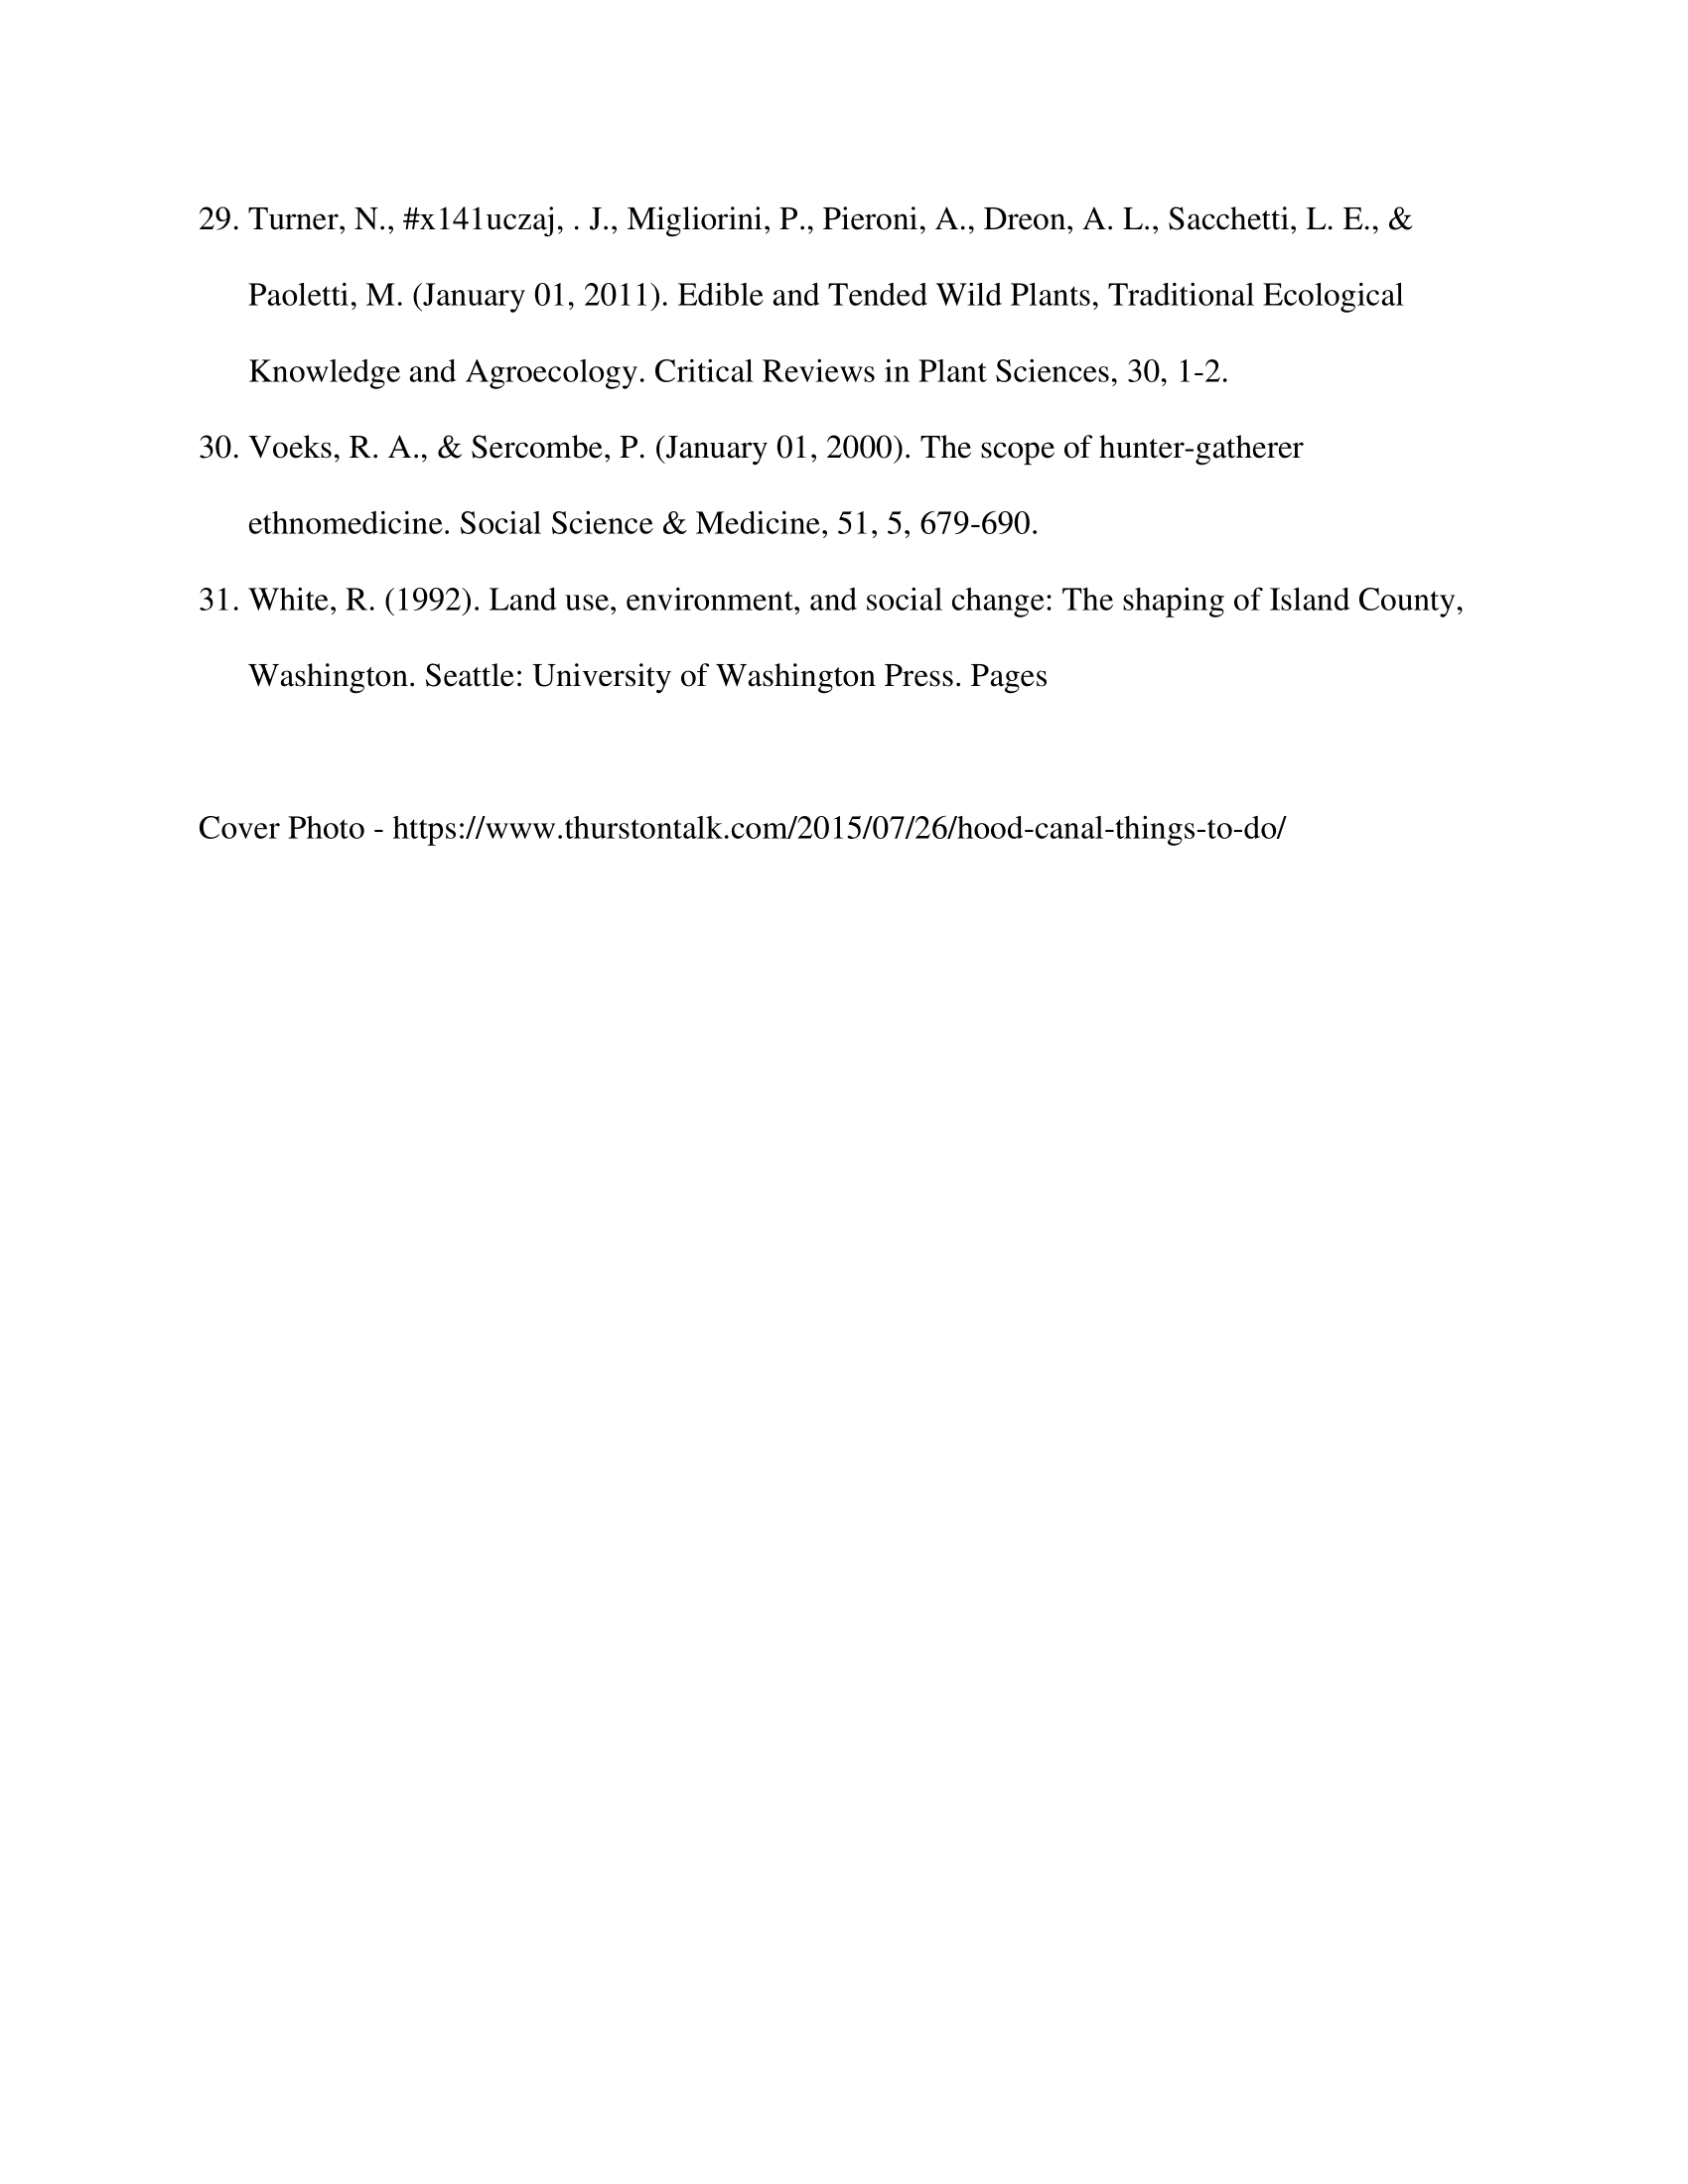 29. Turner, N., #x141uczaj, . J., Migliorini, P., Pieroni, A., Dreon, A. L., Sacchetti, L. E., &
Paoletti, M. (January 01, 2011). Edible and Tended Wild Plants, Traditional Ecological
Knowledge and Agroecology. Critical Reviews in Plant Sciences, 30, 1-2.
30. Voeks, R. A., & Sercombe, P. (January 01, 2000). The scope of hunter-gatherer
ethnomedicine. Social Science & Medicine, 51, 5, 679-690.
31. White, R. (1992). Land use, environment, and social change: The shaping of Island County,
Washington. Seattle: University of Washington Press. Pages
Cover Photo - https://www.thurstontalk.com/2015/07/26/hood-canal-things-to-do/